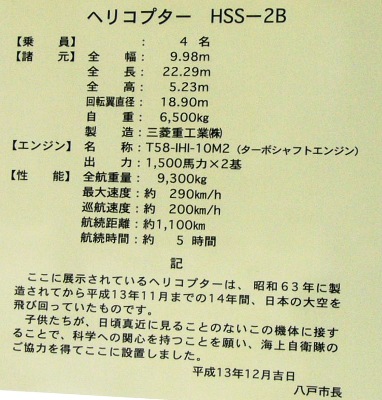 ヘリコプター　HSS－2B
【乗　員】　　　：　　4　名
【諸　元】全　　幅：　9.98m
全　　長：　22.29m
全　　高：　5.23m
回転翼直径：　18.90m
自　　重：　6,500kg
製　　造：三菱重工業㈱
【エンジン】名　　称：T58-IHI-10M2（ターボシャフトエンジン）
出　　力：1,500馬力×2基
【性　能】全航重量：　9,300kg
最大速度：約　290km/h
巡航速度：約　200km/h
航続距離：約1,100km
航続時間：約　　5 時間
記
ここに展示されているヘリコプターは、昭和６３年に製
造されてから平成13年11月までの14年間、日本の大空を
飛び回っていたものです。
子供たちが、日頃真近に見ることのないこの機体に接す
ることで、科学への関心を持つことを願い、海上自衛隊の
ご協力を得てここに設置しました。
平成13年12月吉日
八戸市長